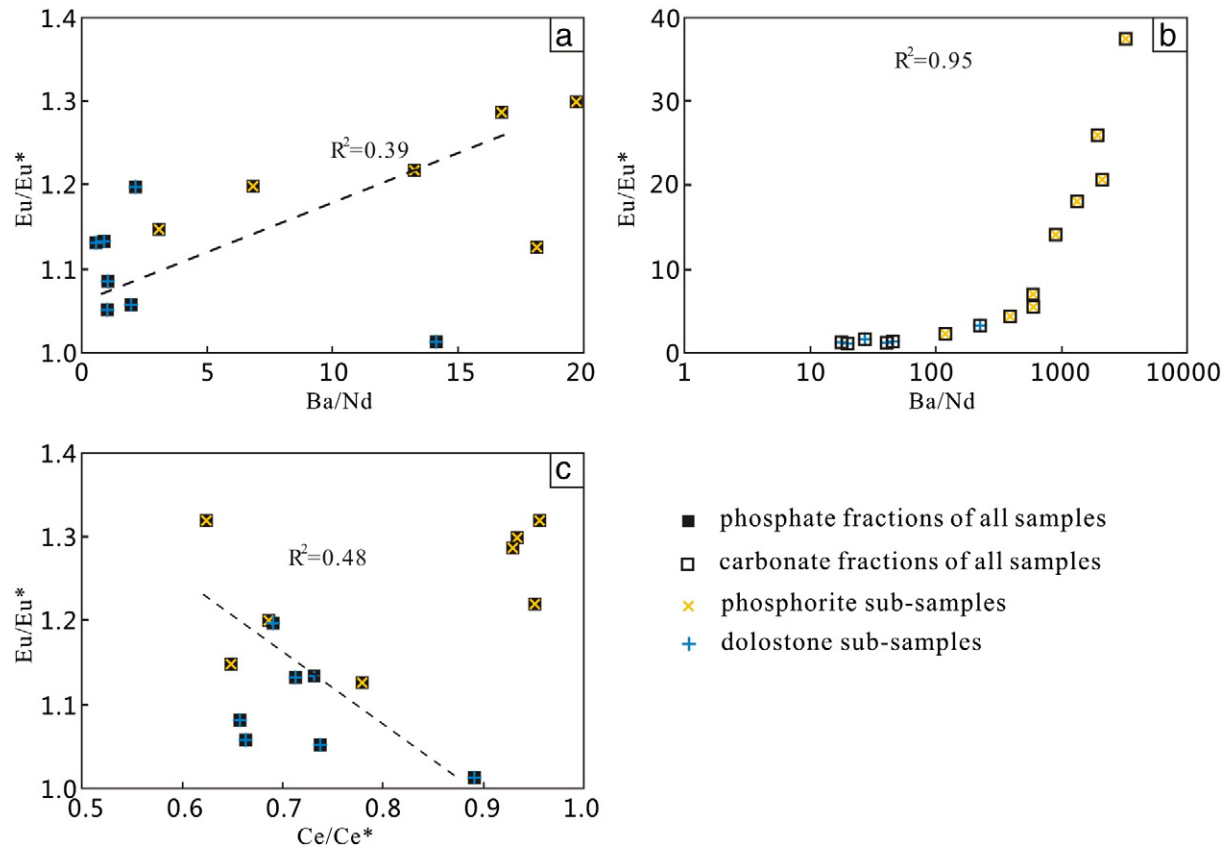 a
1.4
1.3
1.2
1.1
1.0
Eu/Eu*
R²=0.39
0 5 10 15 20
Ba/Nd
b
40
30
20
10
0
Eu/Eu*
R²=0.95
1 10 100 1000 10000
Ba/Nd
c
1.4
1.3
1.2
1.1
1.0
Eu/Eu*
R²=0.48
0.5 0.6 0.7 0.8 0.9 1.0
Ce/Ce*
phosphate fractions of all samples
carbonate fractions of all samples
phosphorite sub-samples
dolostone sub-samples